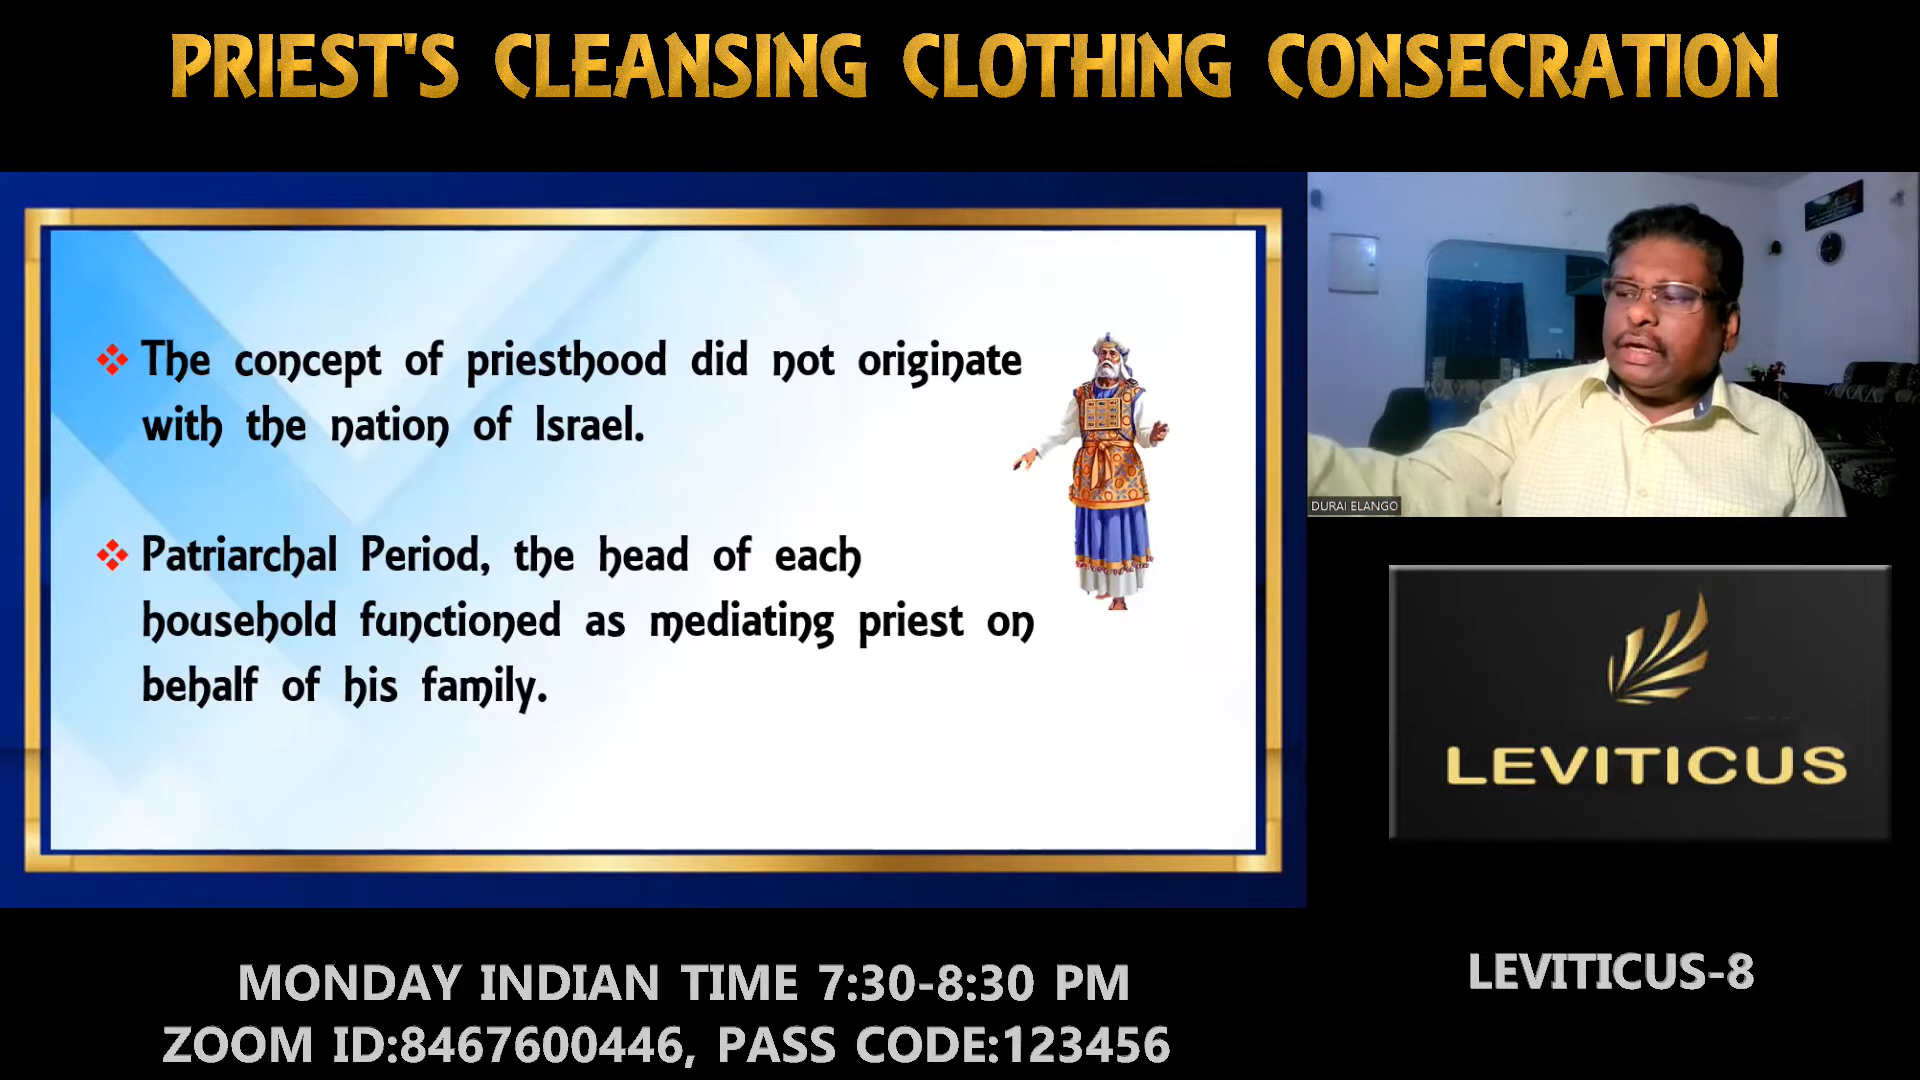 PRIEST'S CLEANSING CLOTHING CONSECRATION
The concept of priesthood did not originate
with the nation of Israel.
Patriarchal Period, the head of each
household functioned as mediating priest on
behalf of his family.
DURAI ELANGO
LEVITICUS
LEVITICUS-8
MONDAY INDIAN TIME 7:30-8:30 PM
ZOOM ID:8467600446, PASS CODE:123456